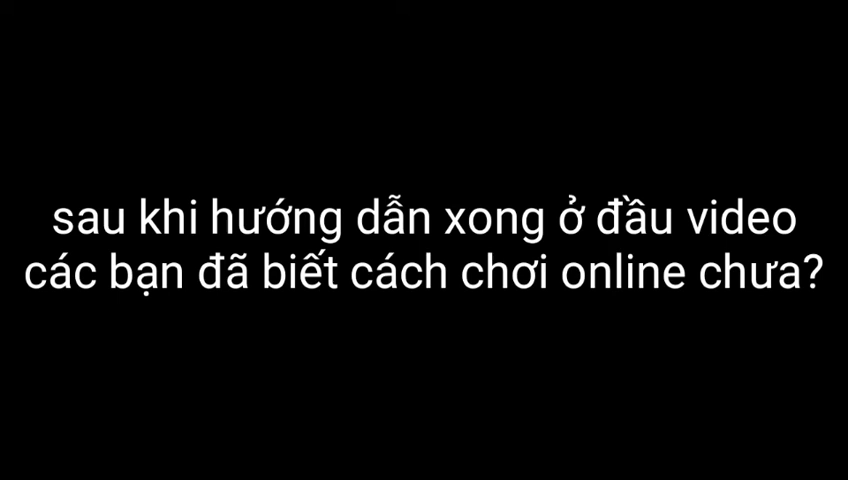 sau khi hướng dẫn xong ở đầu video
các bạn đã biết cách chơi online chưa?